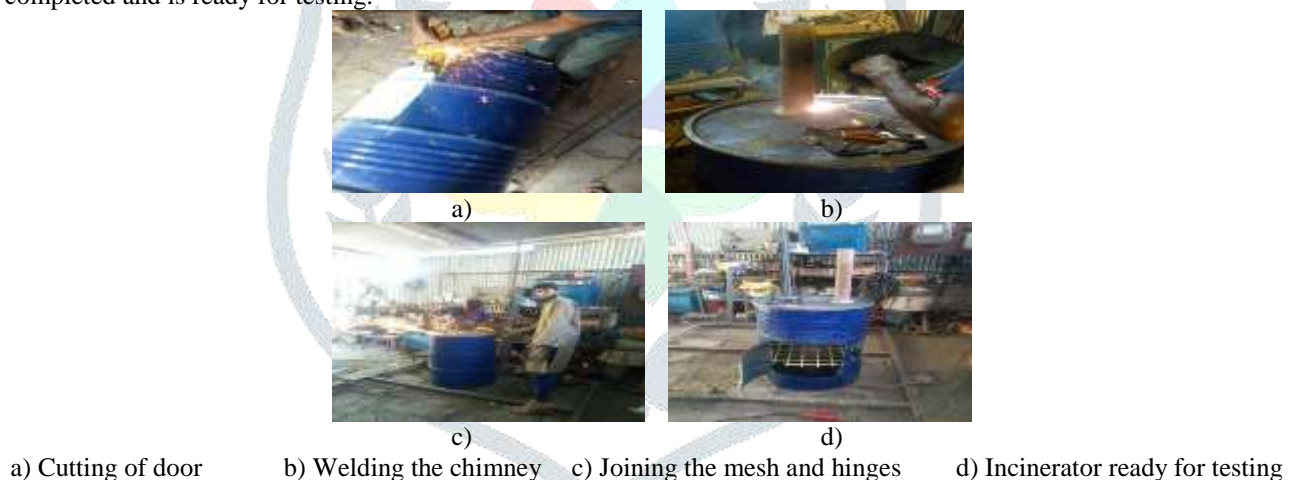 completed and is ready for testing.
a) b)
c) d)
a) Cutting of door b) Welding the chimney c) Joining the mesh and hinges d) Incinerator ready for testing